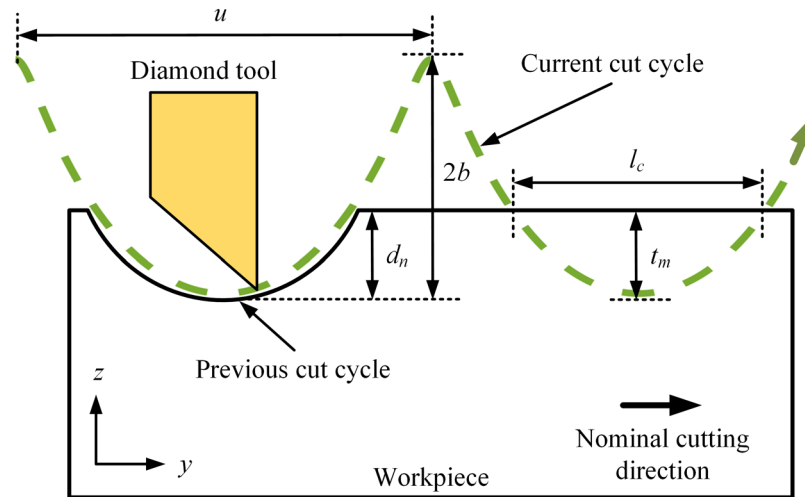 u
Diamond tool
Current cut cycle
2b
l_c
d_n
t_m
Previous cut cycle
z
y
Nominal cutting
direction
Workpiece